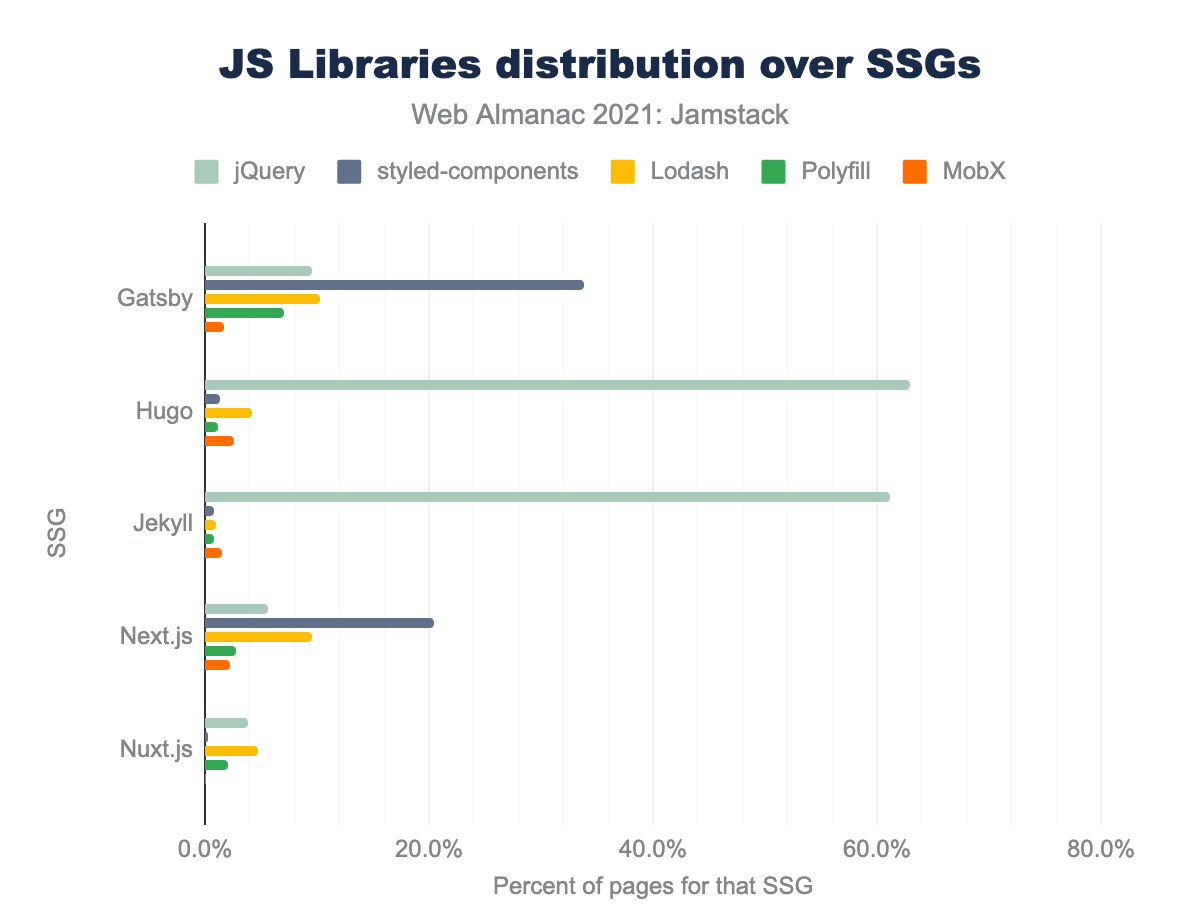 JS Libraries distribution over SSGs
Web Almanac 2021: Jamstack
jQuery styled-components Lodash Polyfill MobX
Gatsby
Hugo
Jekyll
Next.js
Nuxt.js
SSG
0.0% 20.0% 40.0% 60.0% 80.0%
Percent of pages for that SSG